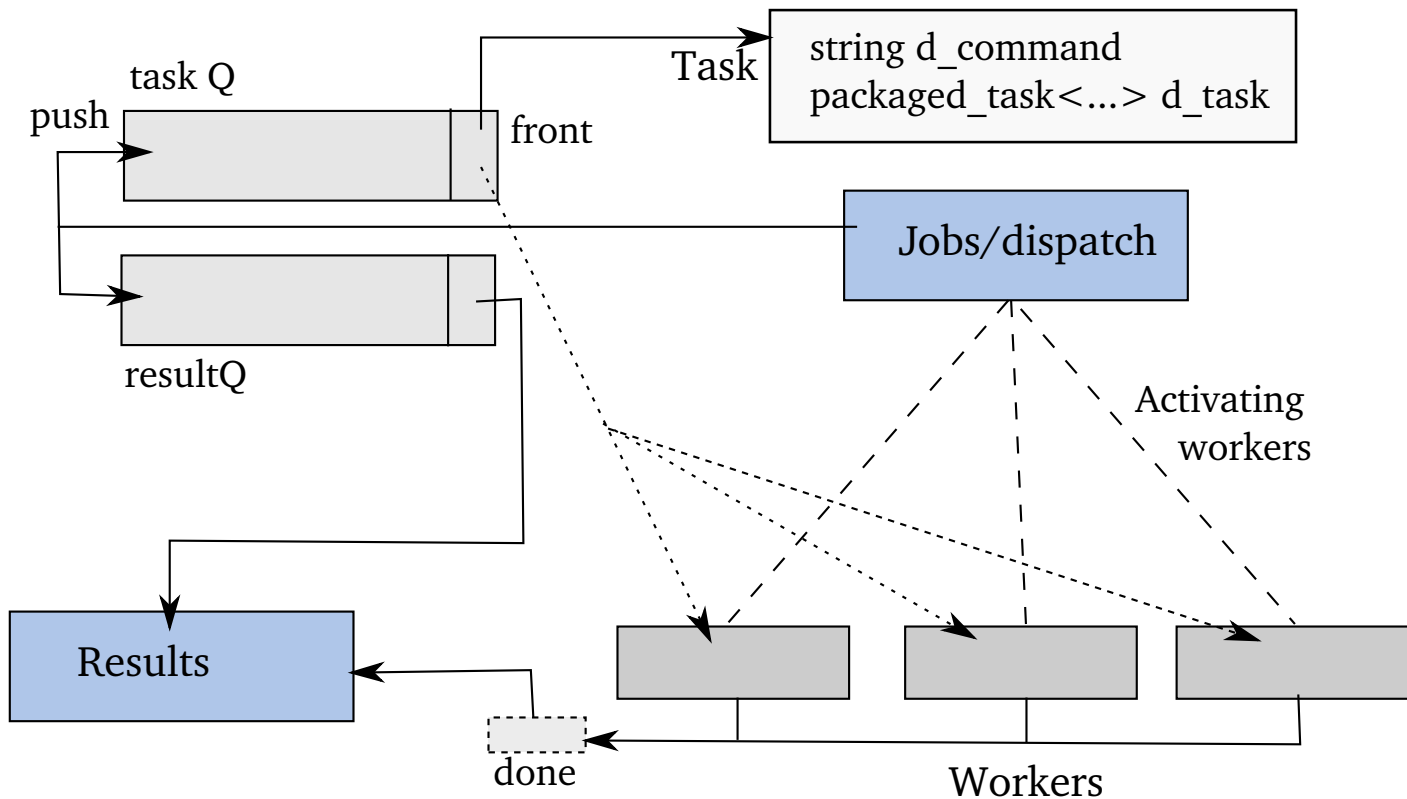 task Q
push
front
Task
string d_command
packaged_task<...> d_task
Jobs/dispatch
resultQ
Activating
workers
Results
done
Workers